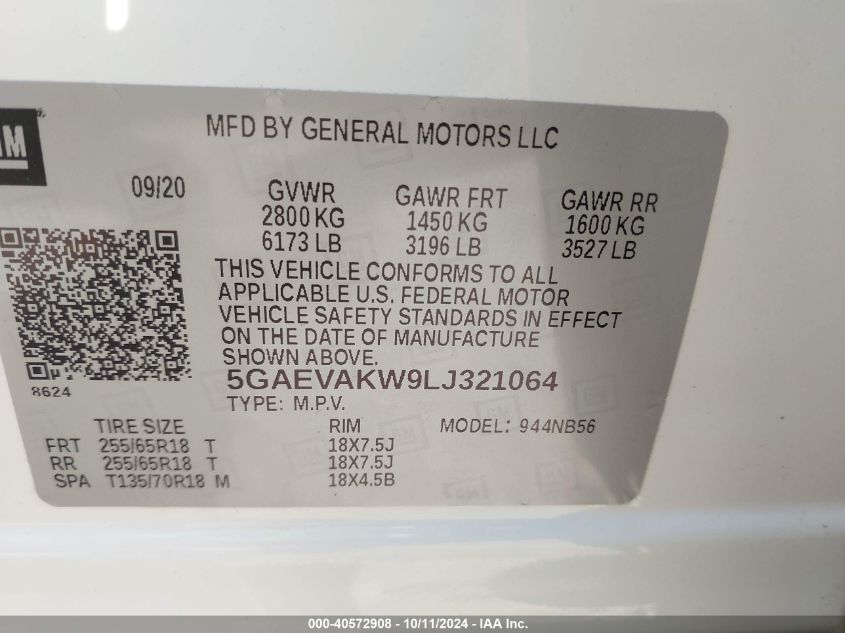 GM
MFD BY GENERAL MOTORS LLC
09/20 GVWR GAWR FRT GAWR RR
2800 KG 1450 KG 1600 KG
6173 LB 3196 LB 3527 LB
THIS VEHICLE CONFORMS TO ALL
APPLICABLE U.S. FEDERAL MOTOR
VEHICLE SAFETY STANDARDS IN EFFECT
ON THE DATE OF MANUFACTURE
SHOWN ABOVE.
8624
5GAEVAKW9LJ321064
TYPE: M.P.V.
TIRE SIZE RIM MODEL: 944NB56
FRT 255/65R18 T 18X7.5J
RR 255/65R18 T 18X7.5J
SPA T135/70R18 M 18X4.5B
000-40572908 - 10/11/2024 - IAA Inc.